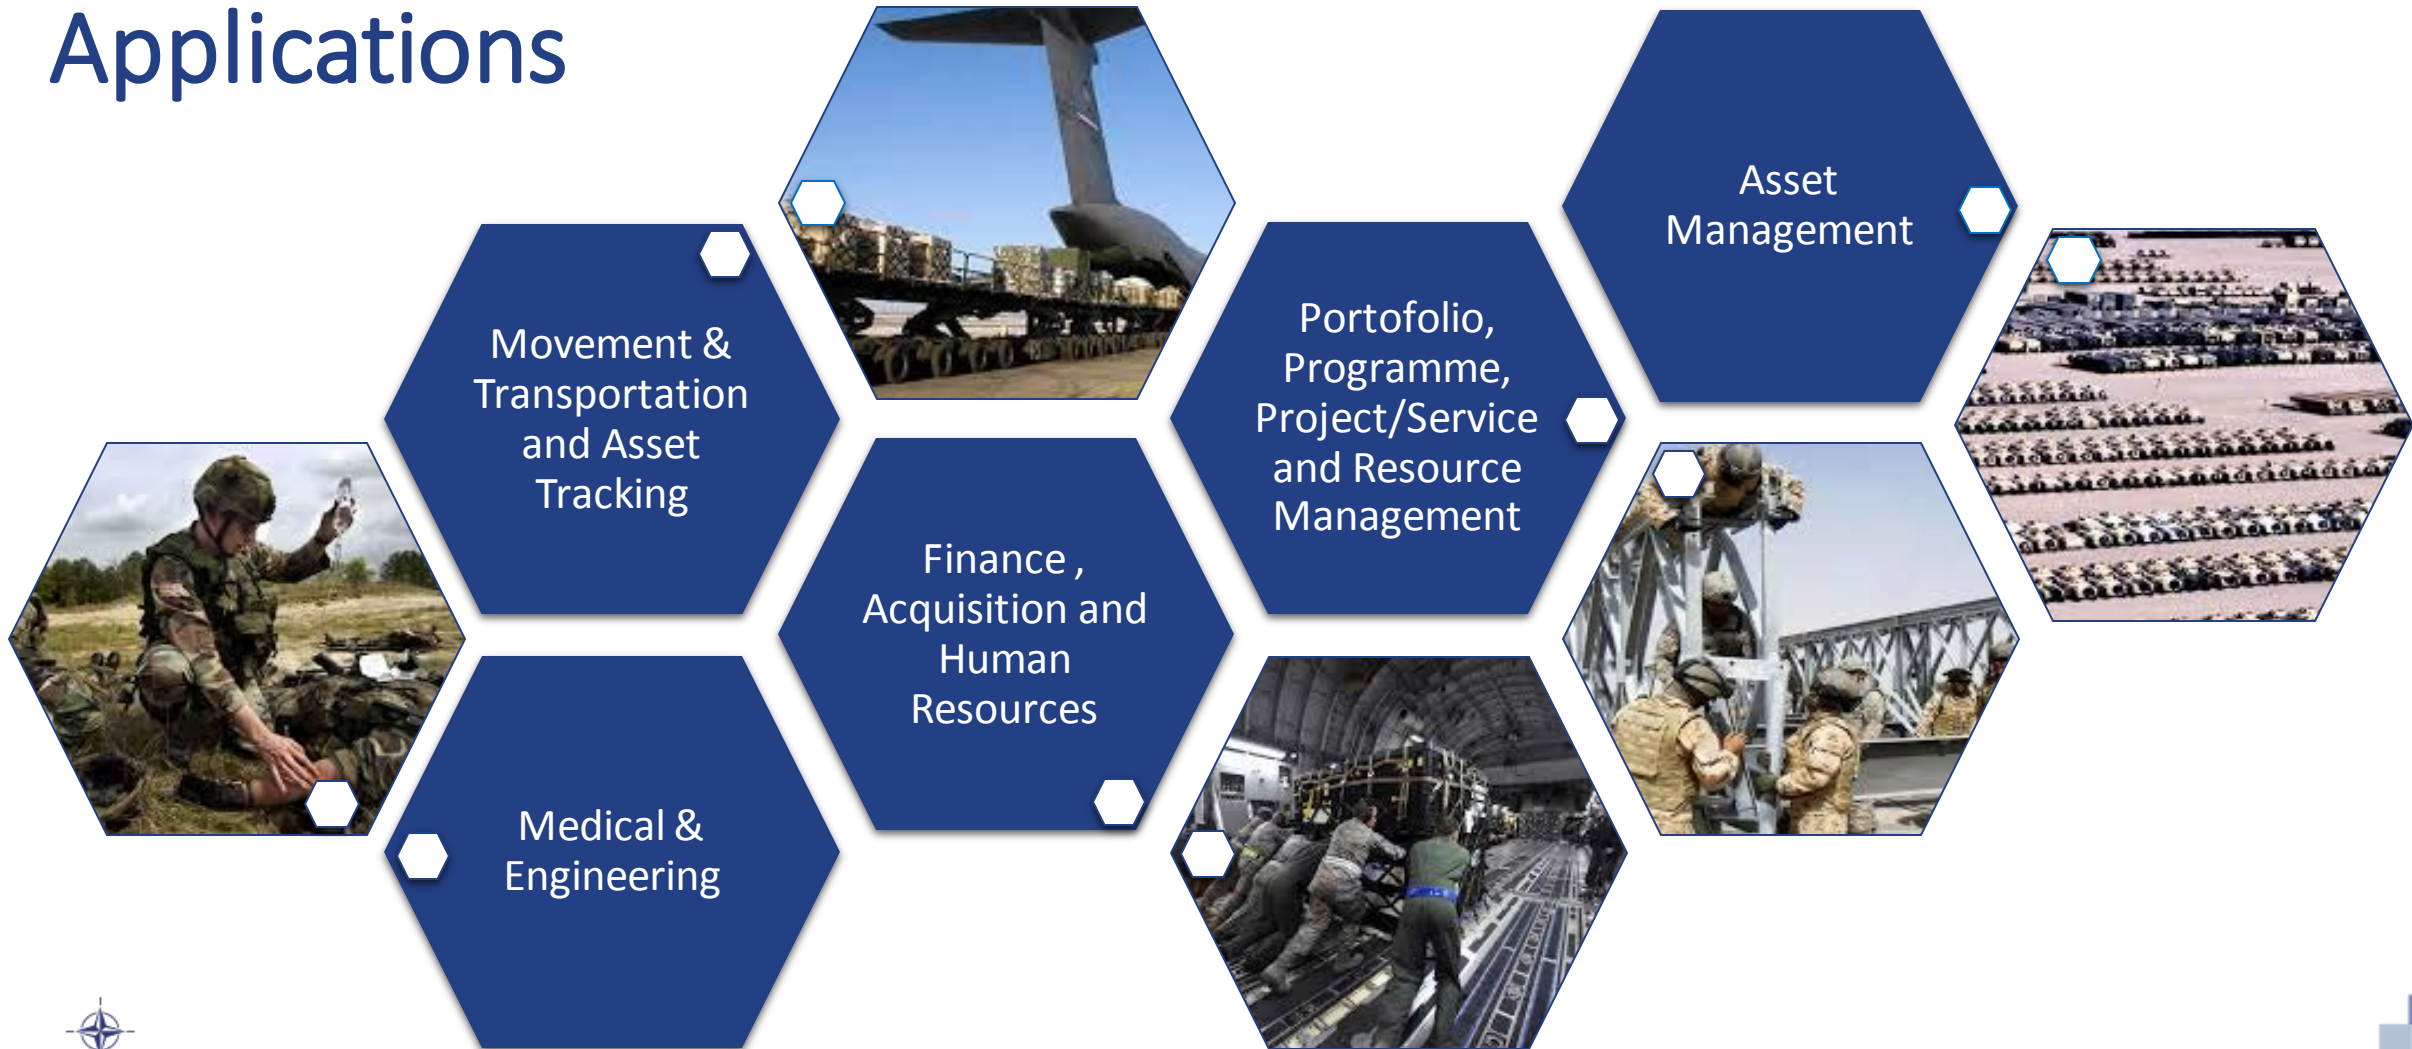 Applications
Movement &
Transportation
and Asset
Tracking
Medical &
Engineering
Finance ,
Acquisition and
Human
Resources
Portofolio,
Programme,
Project/Service
and Resource
Management
Asset
Management